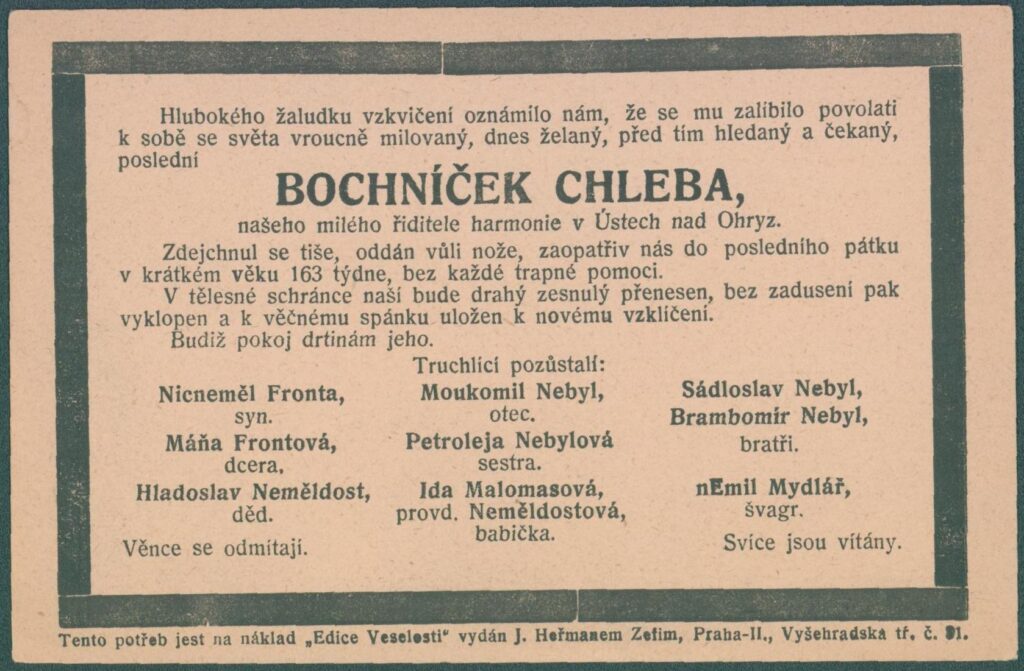 Hlubokého žaludku vzkvičení oznámilo nám, že se mu zalíbilo povolati
k sobě se světa vroucně milovaný, dnes želaný, před tím hledaný a čekaný,
poslední
BOCHNÍČEK CHLEBA,
našeho milého řiditele harmonie v Ústech nad Ohryz.
Zdejchnul se tiše, oddán vůli nože, zaopatřiv nás do posledního pátku
v krátkém věku 163 týdne, bez každé trapné pomoci.
V tělesné schránce naší bude drahý zesnulý přenesen, bez zadusení pak
vyklopen a k věčnému spánku uložen k novému vzklíčení.
Budiž pokoj drtinám jeho.
Truchlící pozůstalí:
Nicneměl Fronta, Moukomil Nebyl, Sádloslav Nebyl,
syn. otec. Brambomír Nebyl,
Máňa Frontová, Petroleja Nebylová bratři.
dcera. sestra.
Hladoslav Neměldost, Ida Malomasová, nEmil Mydlář,
děd. provd. Neměldostová, švagr.
babička.
Věnce se odmítají. Svíce jsou vítány.
Tento potřeb jest na náklad „Edice Veselosti" vydán J. Heřmanem Zefim, Praha-II., Vyšehradská tř. č.